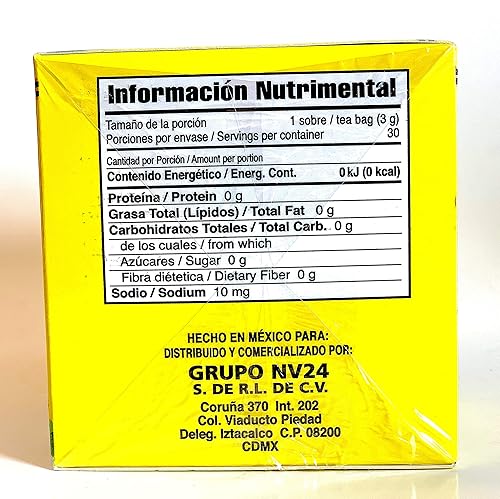 Información Nutrimental
Tamaño de la porción 1 sobre / tea bag (3 g)
Porciones por envase / Servings per container 30
Cantidad por Porción / Amount per portion
Contenido Energético / Energ. Cont. 0 kJ (0 kcal)
Proteína / Protein 0 g
Grasa Total (Lípidos) / Total Fat 0 g
Carbohidratos Totales / Total Carb. 0 g
de los cuales / from which
Azúcares / Sugar 0 g
Fibra diétetica / Dietary Fiber 0 g
Sodio / Sodium 10 mg
HECHO EN MÉXICO PARA:
DISTRIBUIDO Y COMERCIALIZADO POR:
GRUPO NV24
S. DE R.L. DE C.V.
Coruña 370 Int. 202
Col. Viaducto Piedad
Deleg. Iztacalco C.P. 08200
CDMX